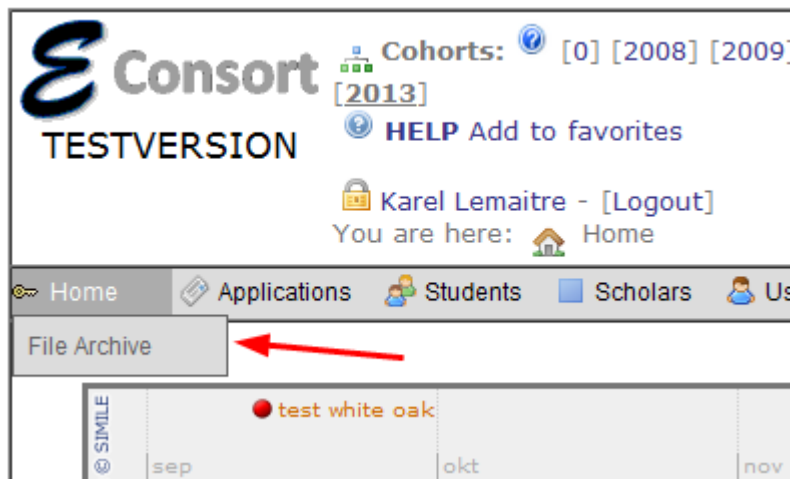 E Consort
TESTVERSION
Cohorts: [0] [2008] [2009]
[2013]
HELP Add to favorites
Karel Lemaitre - [Logout]
You are here: Home
Home Applications Students Scholars Us
File Archive
© SIMILE
test white oak
sep okt nov